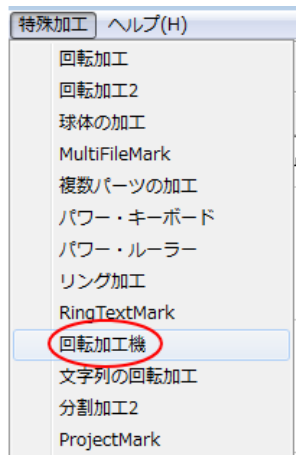 特殊加工 ヘルプ(H)
回転加工
回転加工2
球体の加工
MultiFileMark
複数パーツの加工
パワー・キーボード
パワー・ルーラー
リング加工
RingTextMark
回転加工機
文字列の回転加工
分割加工2
ProjectMark